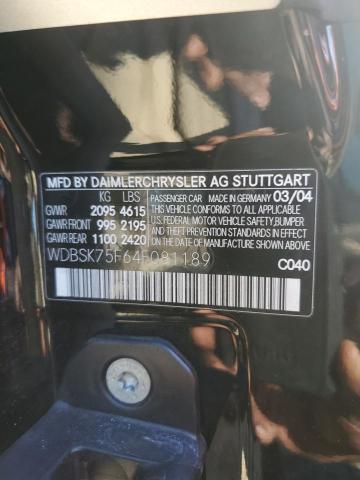 MFD BY DAIMLERCHRYSLER AG STUTTGART
KG LBS PASSENGER CAR MADE IN GERMANY 03/04
GVWR 2095 4615 THIS VEHICLE CONFORMS TO ALL APPLICABLE
GAWR FRONT 995 2195 U.S. FEDERAL MOTOR VEHICLE SAFETY, BUMPER
GAWR REAR 1100 2420 AND THEFT PREVENTION STANDARDS IN EFFECT
ON THE DATE OF MANUFACTURE SHOWN ABOVE.
WDBSK75F64F081189
C040